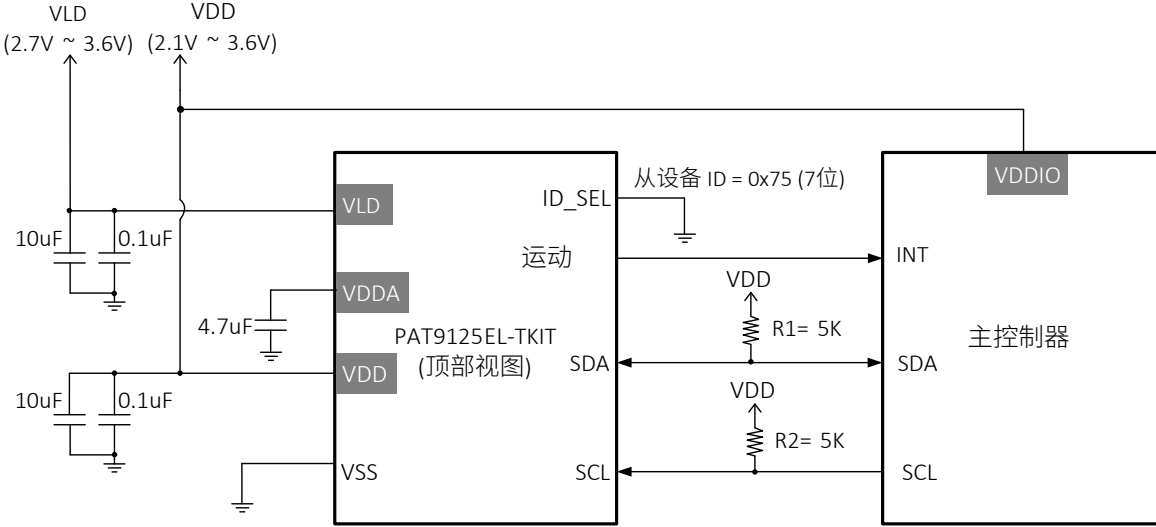 VLD
(2.7V ~ 3.6V)
VDD
(2.1V ~ 3.6V)
VLD
ID_SEL
从设备 ID = 0x75 (7位)
VDDIO
10uF
0.1uF
运动
INT
VDDA
4.7uF
VDD
R1= 5K
PAT9125EL-TKIT
(顶部视图)
主控制器
VDD
SDA
SDA
10uF
0.1uF
VDD
R2= 5K
VSS
SCL
SCL